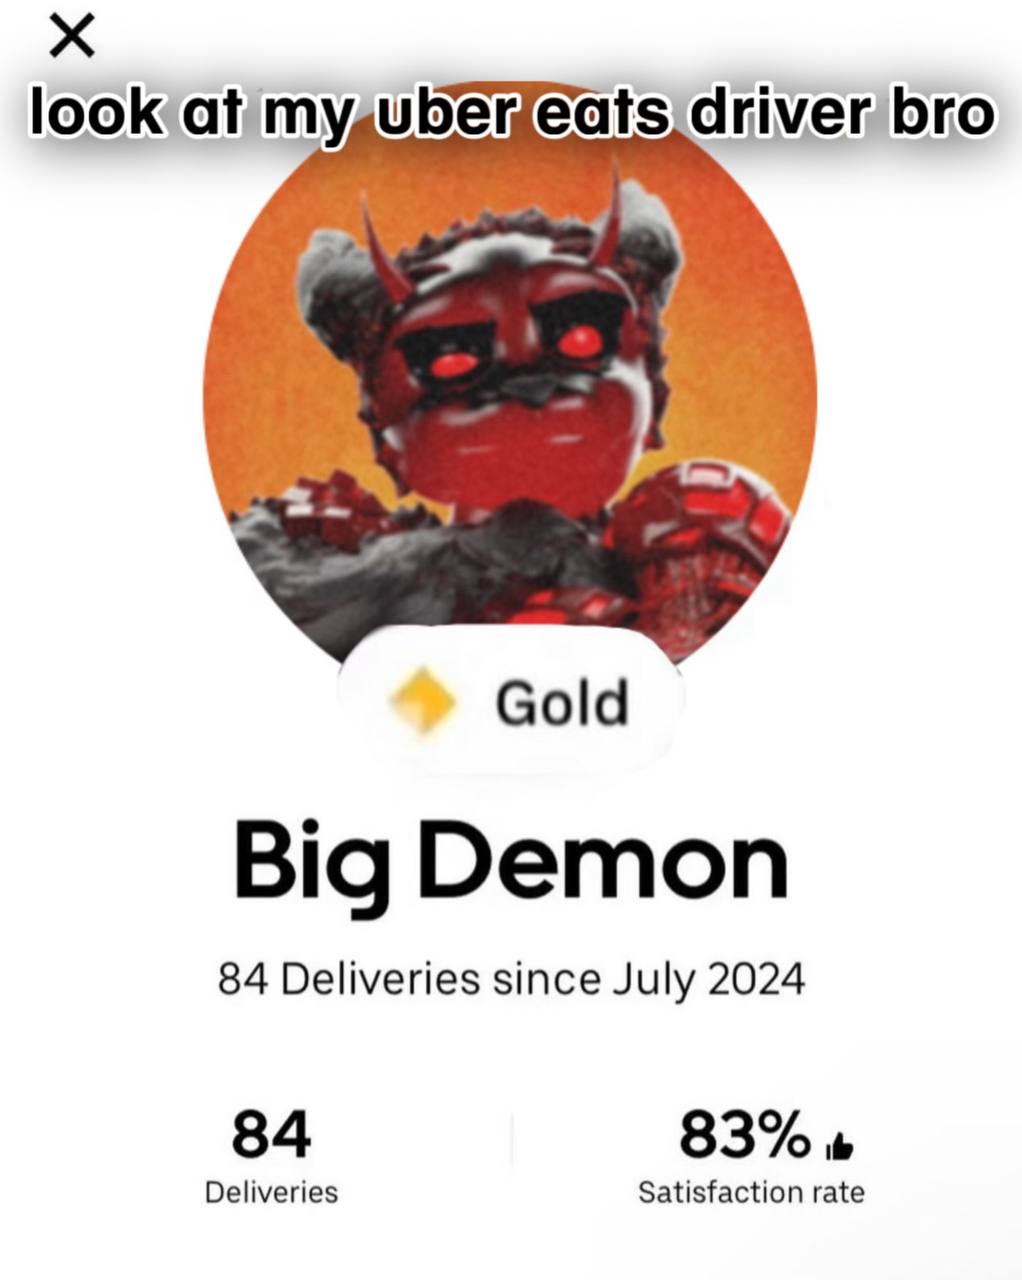 look at my uber eats driver bro
Gold
Big Demon
84 Deliveries since July 2024
84
Deliveries
83%
Satisfaction rate